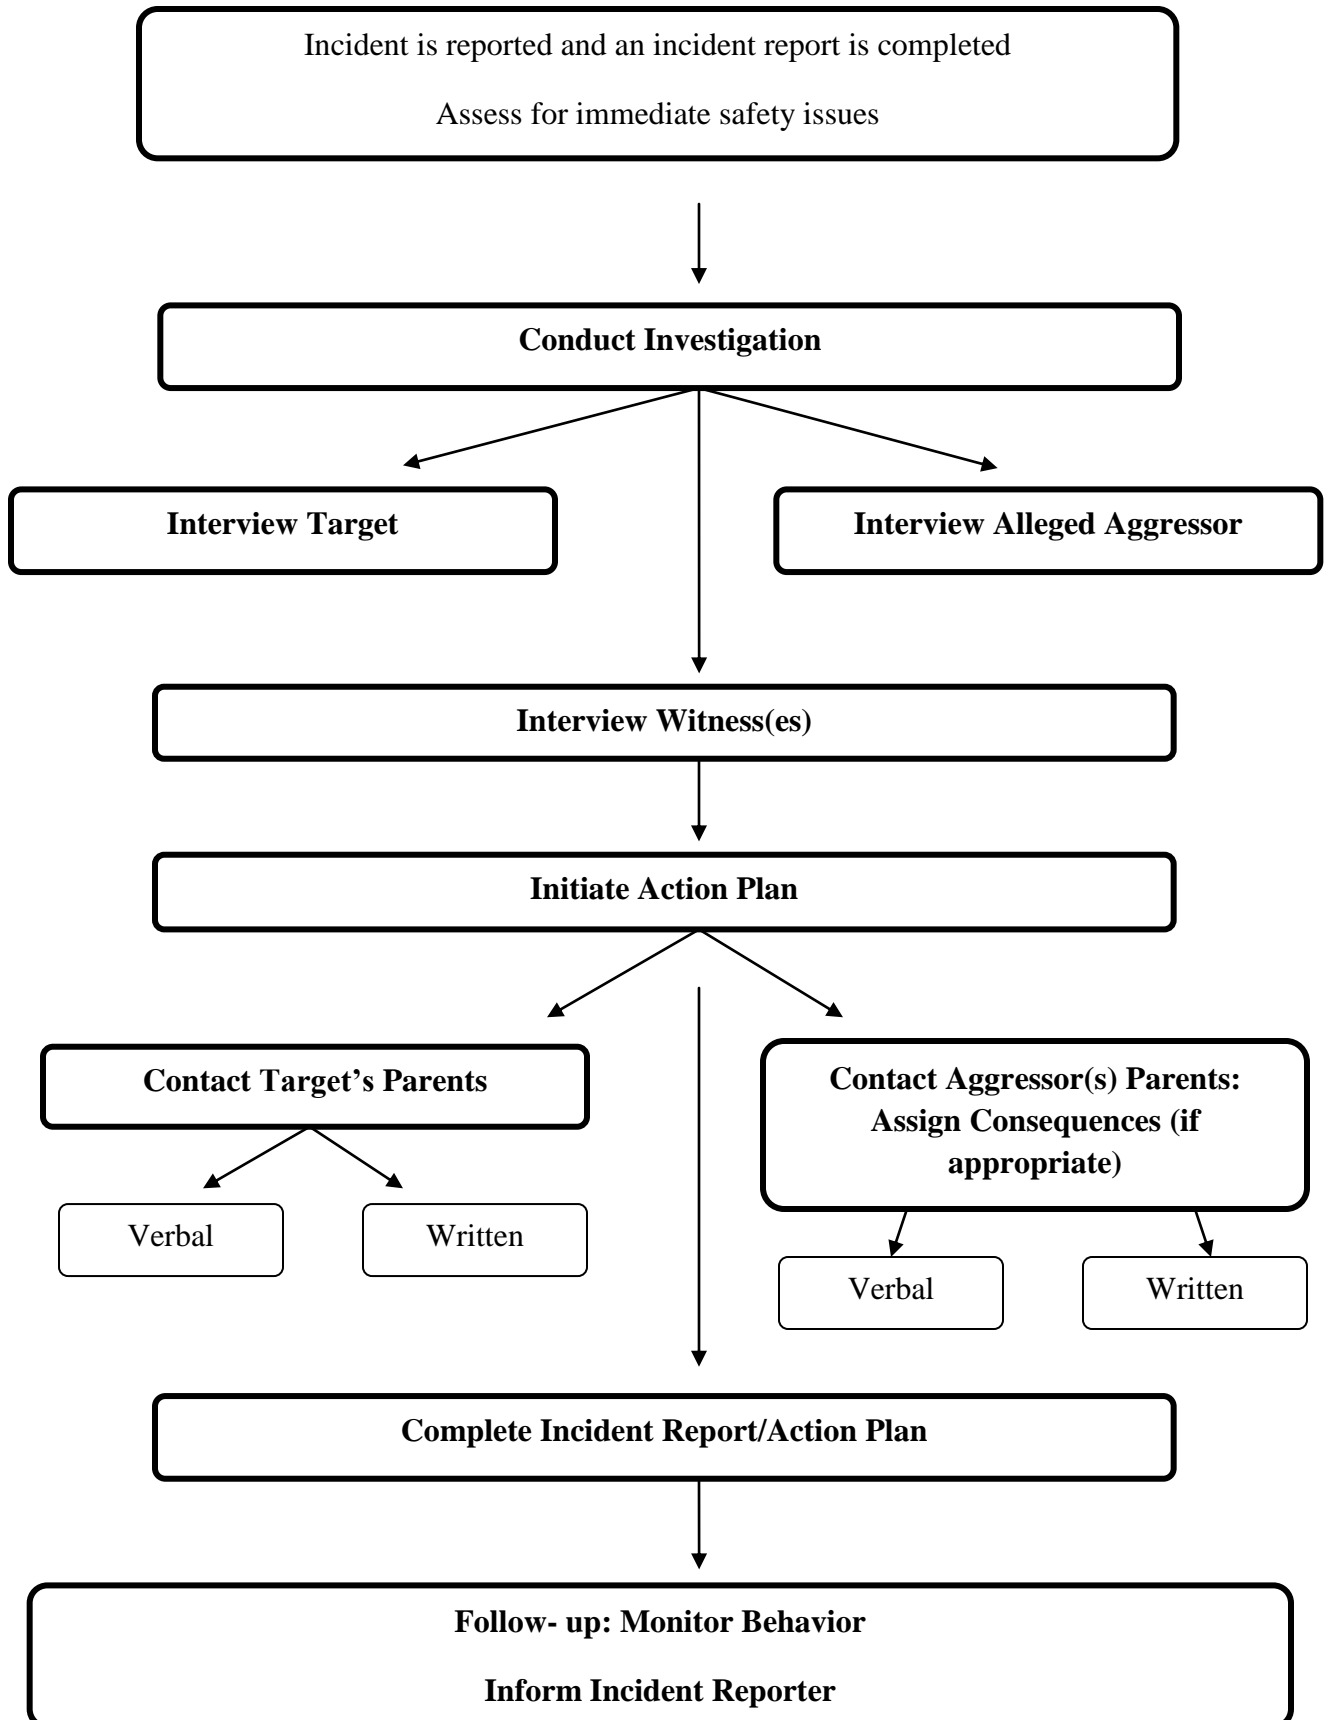 Incident is reported and an incident report is completed
Assess for immediate safety issues
Conduct Investigation
Interview Target
Interview Alleged Aggressor
Interview Witness(es)
Initiate Action Plan
Contact Target’s Parents
Contact Aggressor(s) Parents:
Assign Consequences (if
appropriate)
Verbal
Written
Verbal
Written
Complete Incident Report/Action Plan
Follow- up: Monitor Behavior
Inform Incident Reporter